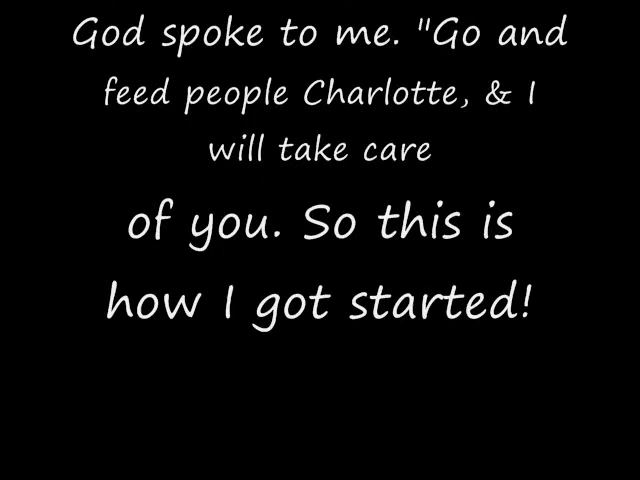 God spoke to me. "Go and
feed people Charlotte, & I
will take care
of you. So this is
how I got started!